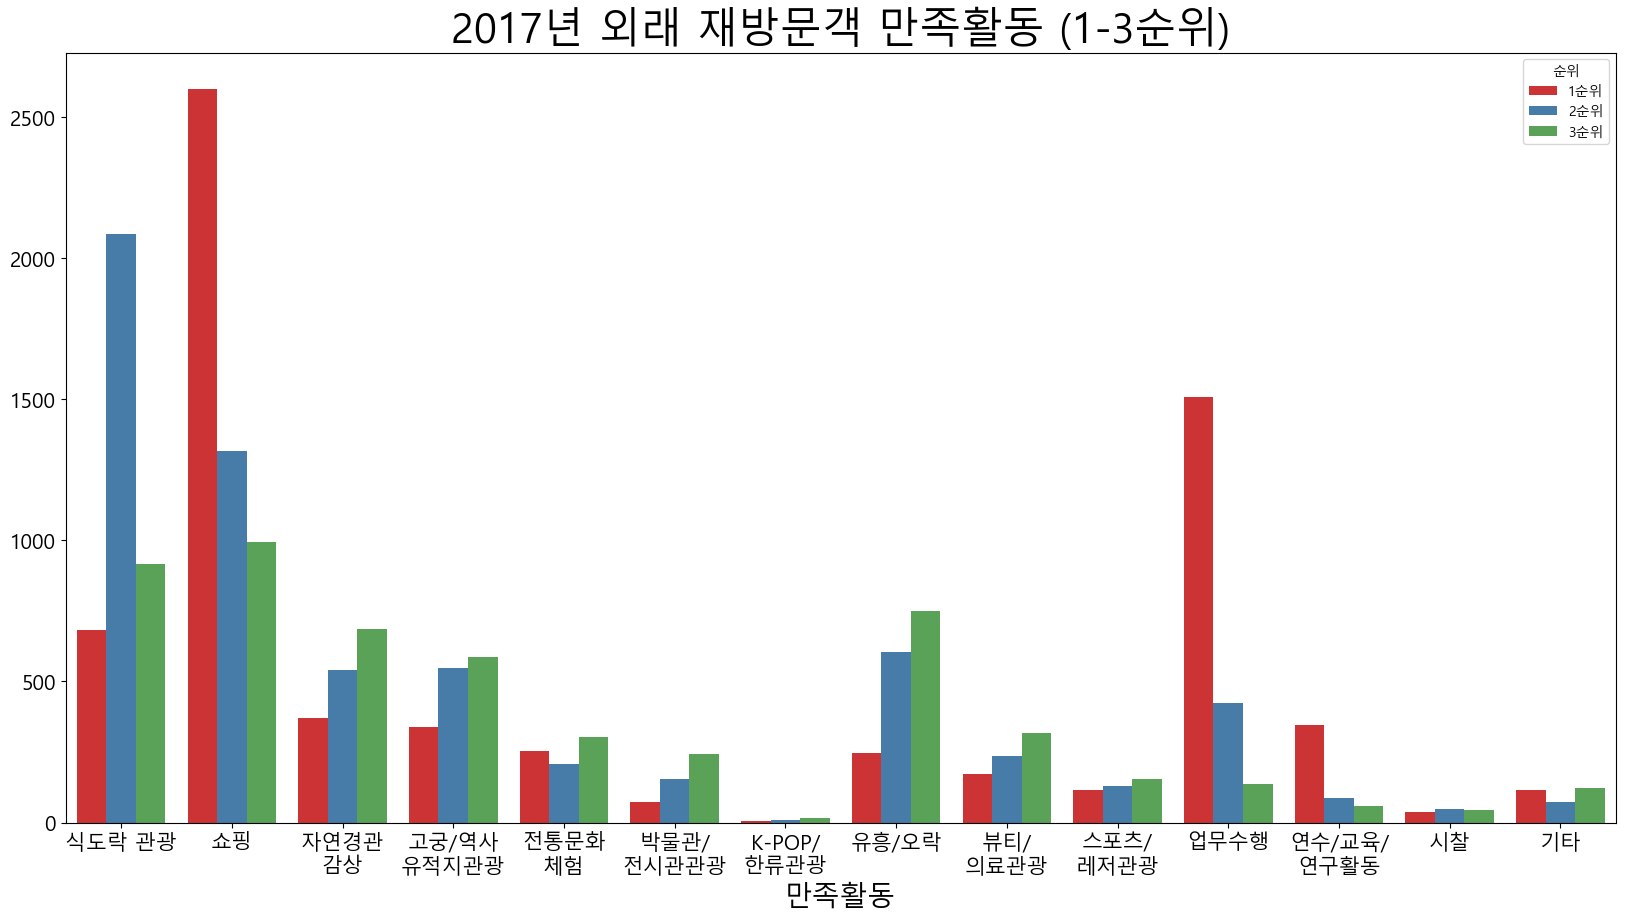 2017년 외래 재방문객 만족활동 (1-3순위)
순위
1순위
2순위
3순위
2500
2000
1500
1000
500
0
식도락 관광
쇼핑
자연경관
감상
고궁/역사
유적지관광
전통문화
체험
박물관/
전시관관광
K-POP/
한류관광
유흥/오락
뷰티/
의료관광
스포츠/
레저관광
업무수행
연수/교육/
연구활동
시찰
기타
만족활동